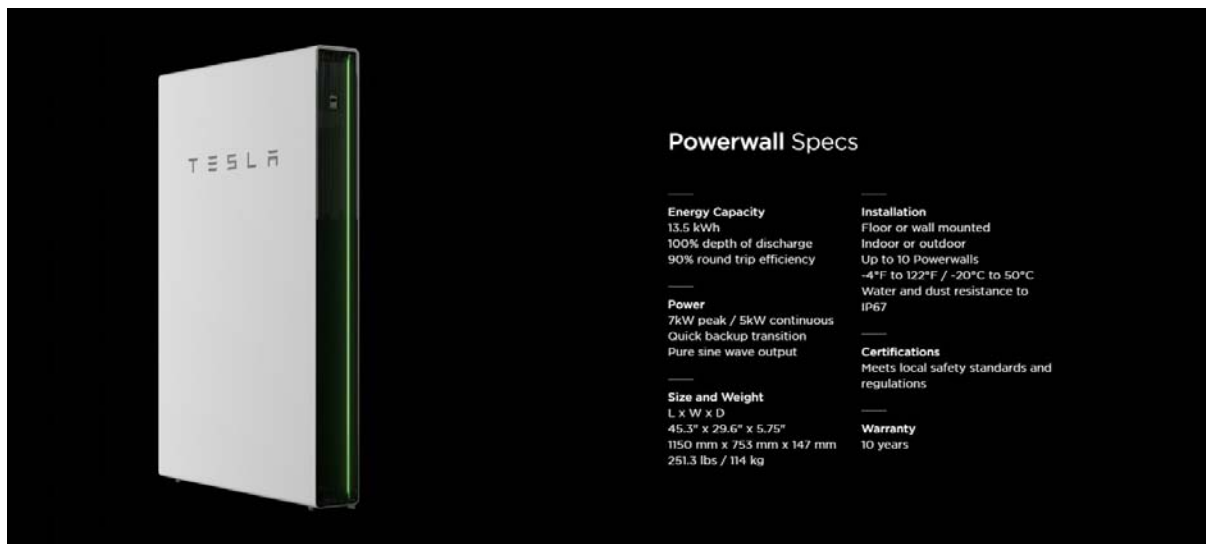 TESLA
Powerwall Specs
Energy Capacity
13.5 kWh
100% depth of discharge
90% round trip efficiency
Power
7kW peak / 5kW continuous
Quick backup transition
Pure sine wave output
Size and Weight
L x W x D
45.3" x 29.6" x 5.75"
1150 mm x 753 mm x 147 mm
251.3 lbs / 114 kg
Installation
Floor or wall mounted
Indoor or outdoor
Up to 10 Powerwalls
-4°F to 122°F / -20°C to 50°C
Water and dust resistance to
IP67
Certifications
Meets local safety standards and
regulations
Warranty
10 years